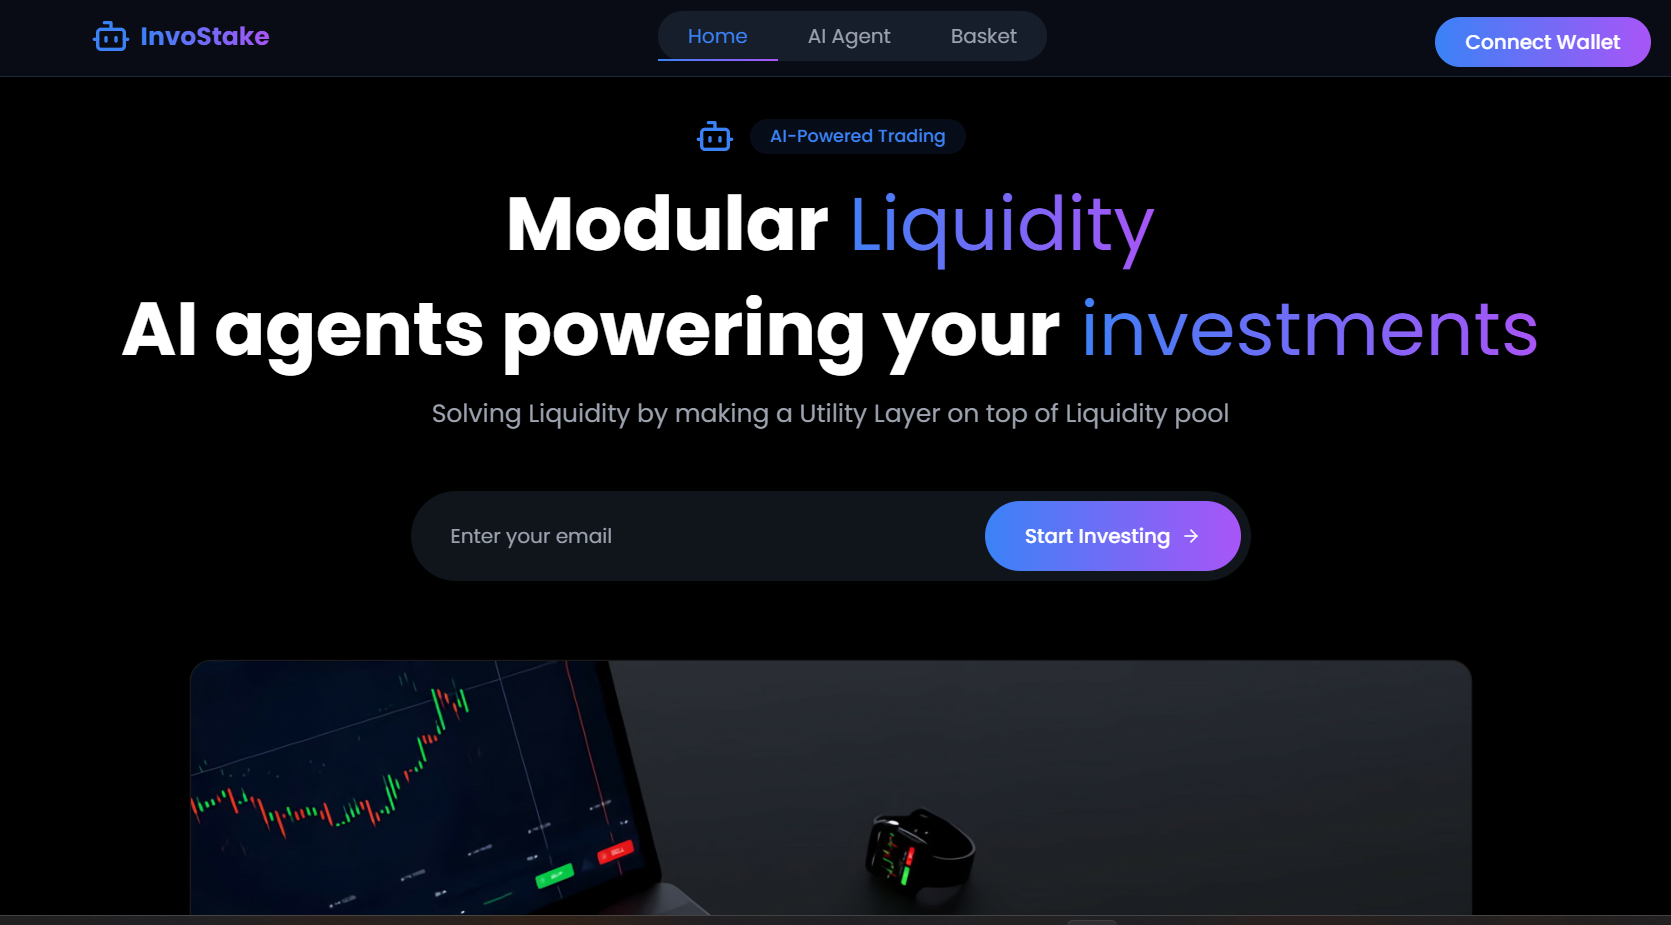 InvoStake
Home
AI Agent
Basket
Connect Wallet
AI-Powered Trading
Modular Liquidity
AI agents powering your investments
Solving Liquidity by making a Utility Layer on top of Liquidity pool
Enter your email
Start Investing →